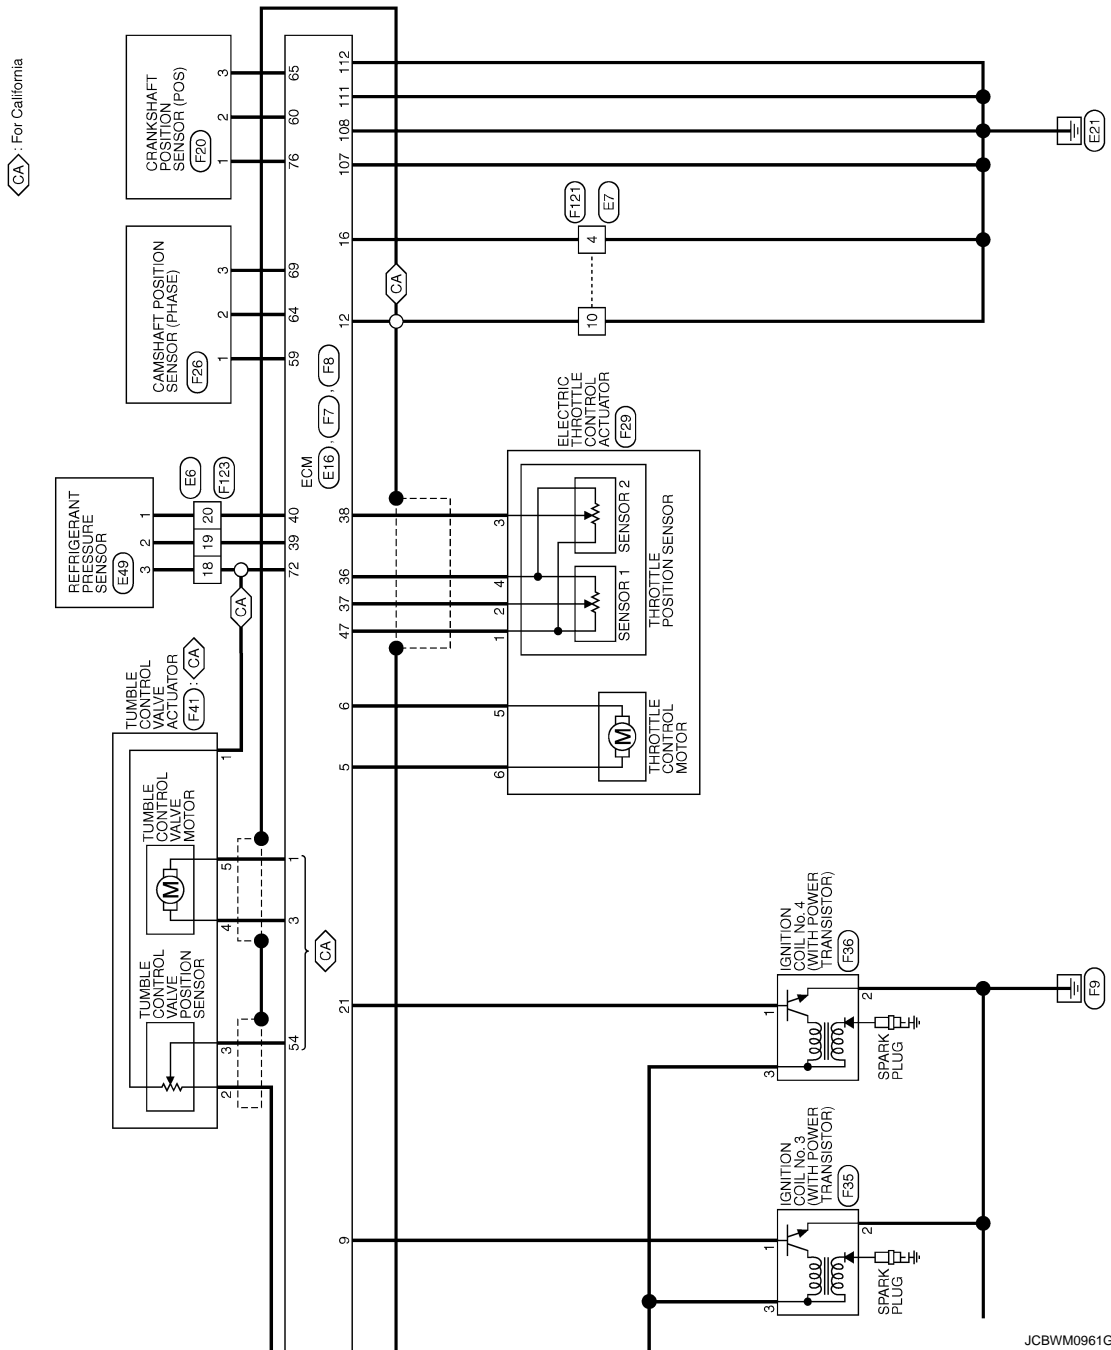 CA : For California
CRANKSHAFT
POSITION
SENSOR (POS)
F20
3
2
1
65
60
76
CAMSHAFT POSITION
SENSOR (PHASE)
F26
3
2
1
69
64
59
REFRIGERANT
PRESSURE
SENSOR
E49
1
2
3
E6
F123
20
19
18
40
39
72
CA
TUMBLE
CONTROL
VALVE
ACTUATOR
F41 : CA
1
TUMBLE
CONTROL
VALVE
MOTOR
M
5
4
1
3
TUMBLE
CONTROL
VALVE
POSITION
SENSOR
3
2
54
CA
ECM
E16 , F7 , F8
112
111
108
107
16
12
CA
F121
E7
4
10
E21
38
36
37
47
6
5
21
9
ELECTRIC
THROTTLE
CONTROL
ACTUATOR
F29
3
4
2
1
5
6
SENSOR 2
SENSOR 1
THROTTLE
POSITION SENSOR
M
THROTTLE
CONTROL
MOTOR
IGNITION
COIL No. 4
(WITH POWER
TRANSISTOR)
F36
1
2
3
SPARK
PLUG
F9
IGNITION
COIL No. 3
(WITH POWER
TRANSISTOR)
F35
1
2
3
SPARK
PLUG
JCBWM0961G